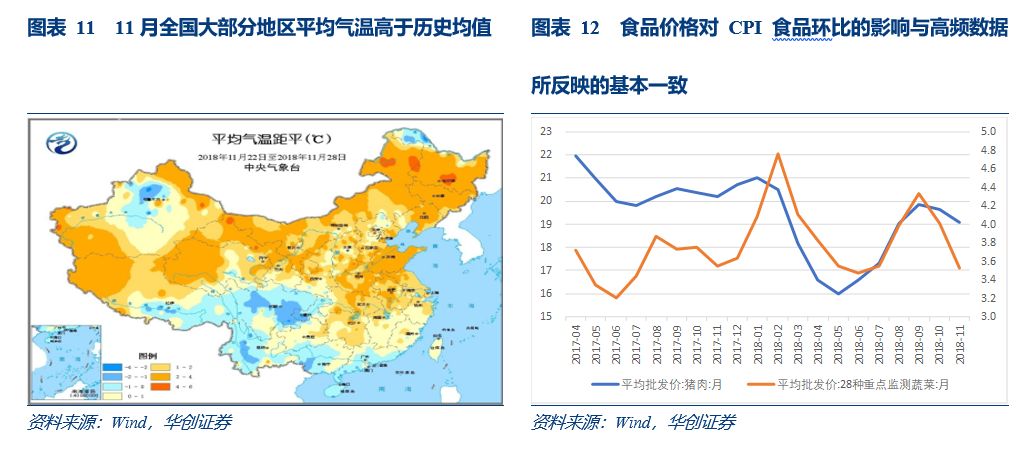 图表 11 11 月全国大部分地区平均气温高于历史均值
平均气温距平(℃)
2018年11月22日至2018年11月28日
中央气象台
图例
-4 - -2
-2 - -1
-1 - 0
0 - 1
1 - 2
2 - 4
4 - 6
资料来源：Wind，华创证券
图表 12 食品价格对 CPI 食品环比的影响与高频数据
所反映的基本一致
23
22
21
20
19
18
17
16
15
5.0
4.8
4.6
4.4
4.2
4.0
3.8
3.6
3.4
3.2
3.0
2017-04
2017-05
2017-06
2017-07
2017-08
2017-09
2017-10
2017-11
2017-12
2018-01
2018-02
2018-03
2018-04
2018-05
2018-06
2018-07
2018-08
2018-09
2018-10
2018-11
平均批发价:猪肉:月
平均批发价:28种重点监测蔬菜:月
资料来源：Wind，华创证券